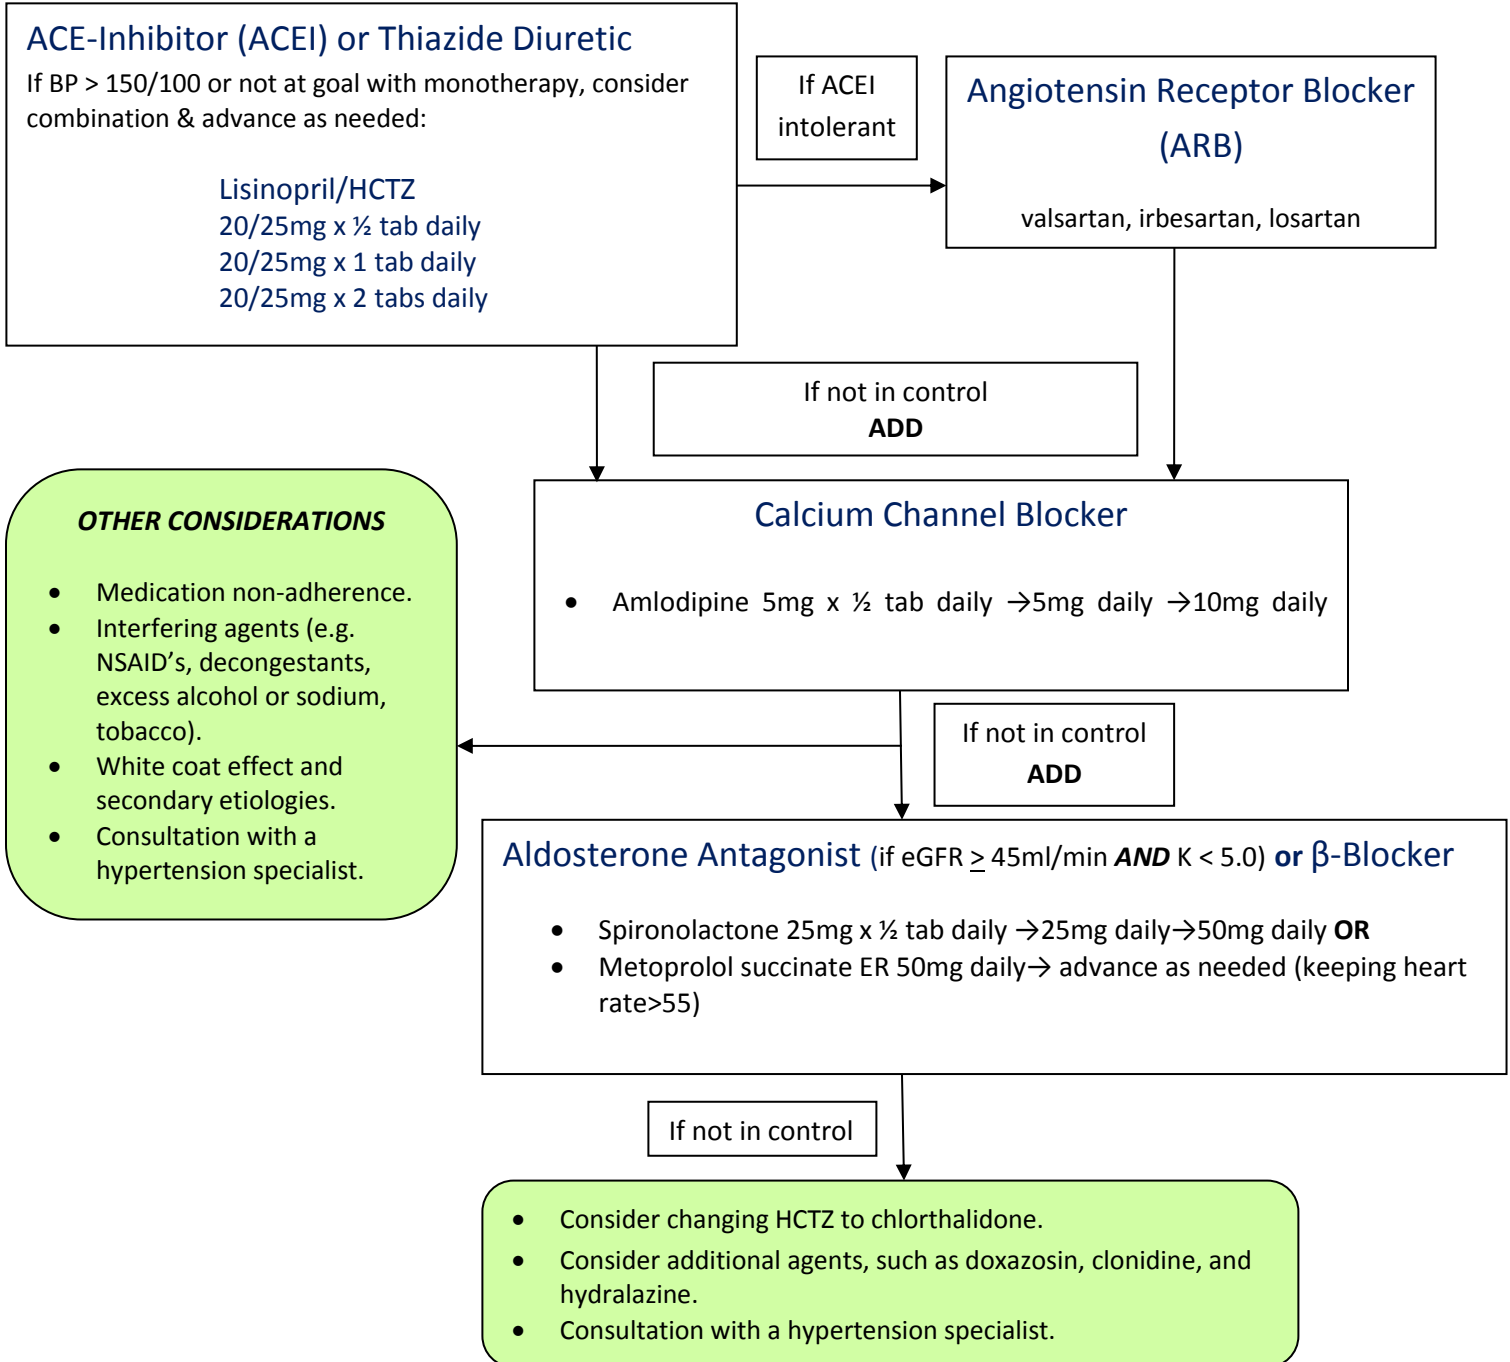 ACE-Inhibitor (ACEI) or Thiazide Diuretic
If BP > 150/100 or not at goal with monotherapy, consider
combination & advance as needed:
Lisinopril/HCTZ
20/25mg x ½ tab daily
20/25mg x 1 tab daily
20/25mg x 2 tabs daily
If ACEI
intolerant
Angiotensin Receptor Blocker
(ARB)
valsartan, irbesartan, losartan
If not in control
ADD
Calcium Channel Blocker
• Amlodipine 5mg x ½ tab daily →5mg daily →10mg daily
OTHER CONSIDERATIONS
• Medication non-adherence.
• Interfering agents (e.g.
NSAID's, decongestants,
excess alcohol or sodium,
tobacco).
• White coat effect and
secondary etiologies.
• Consultation with a
hypertension specialist.
If not in control
ADD
Aldosterone Antagonist (if eGFR ≥ 45ml/min AND K < 5.0) or β-Blocker
• Spironolactone 25mg x ½ tab daily →25mg daily→50mg daily OR
• Metoprolol succinate ER 50mg daily→ advance as needed (keeping heart
rate>55)
If not in control
• Consider changing HCTZ to chlorthalidone.
• Consider additional agents, such as doxazosin, clonidine, and
hydralazine.
• Consultation with a hypertension specialist.